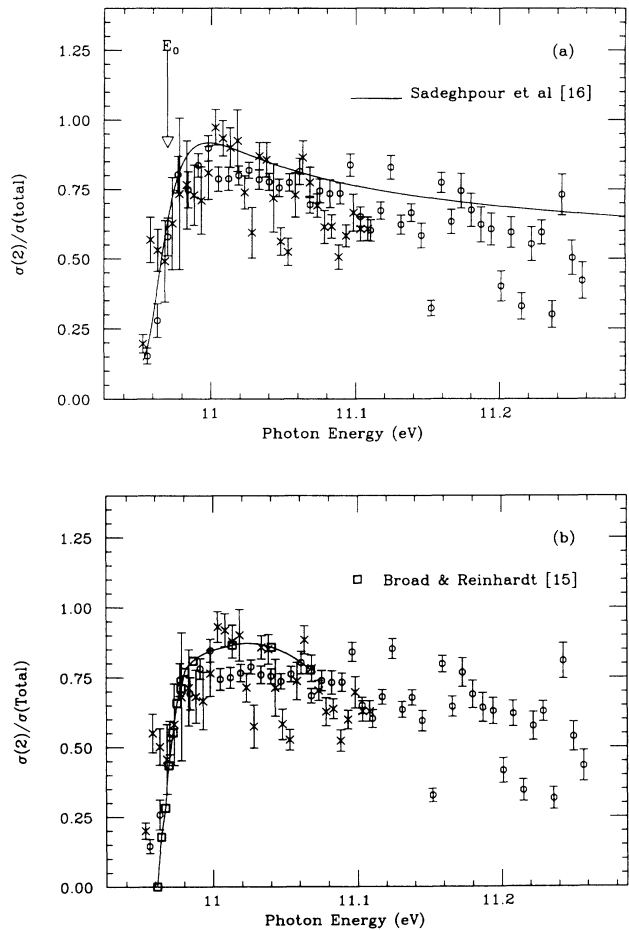 1.25
1.00
0.75
0.50
0.25
0.00
σ(2)/σ(total)
E₀
(a)
Sadeghpour et al [16]
11
11.1
11.2
Photon Energy (eV)
1.25
1.00
0.75
0.50
0.25
0.00
σ(2)/σ(Total)
(b)
Broad & Reinhardt [15]
11
11.1
11.2
Photon Energy (eV)